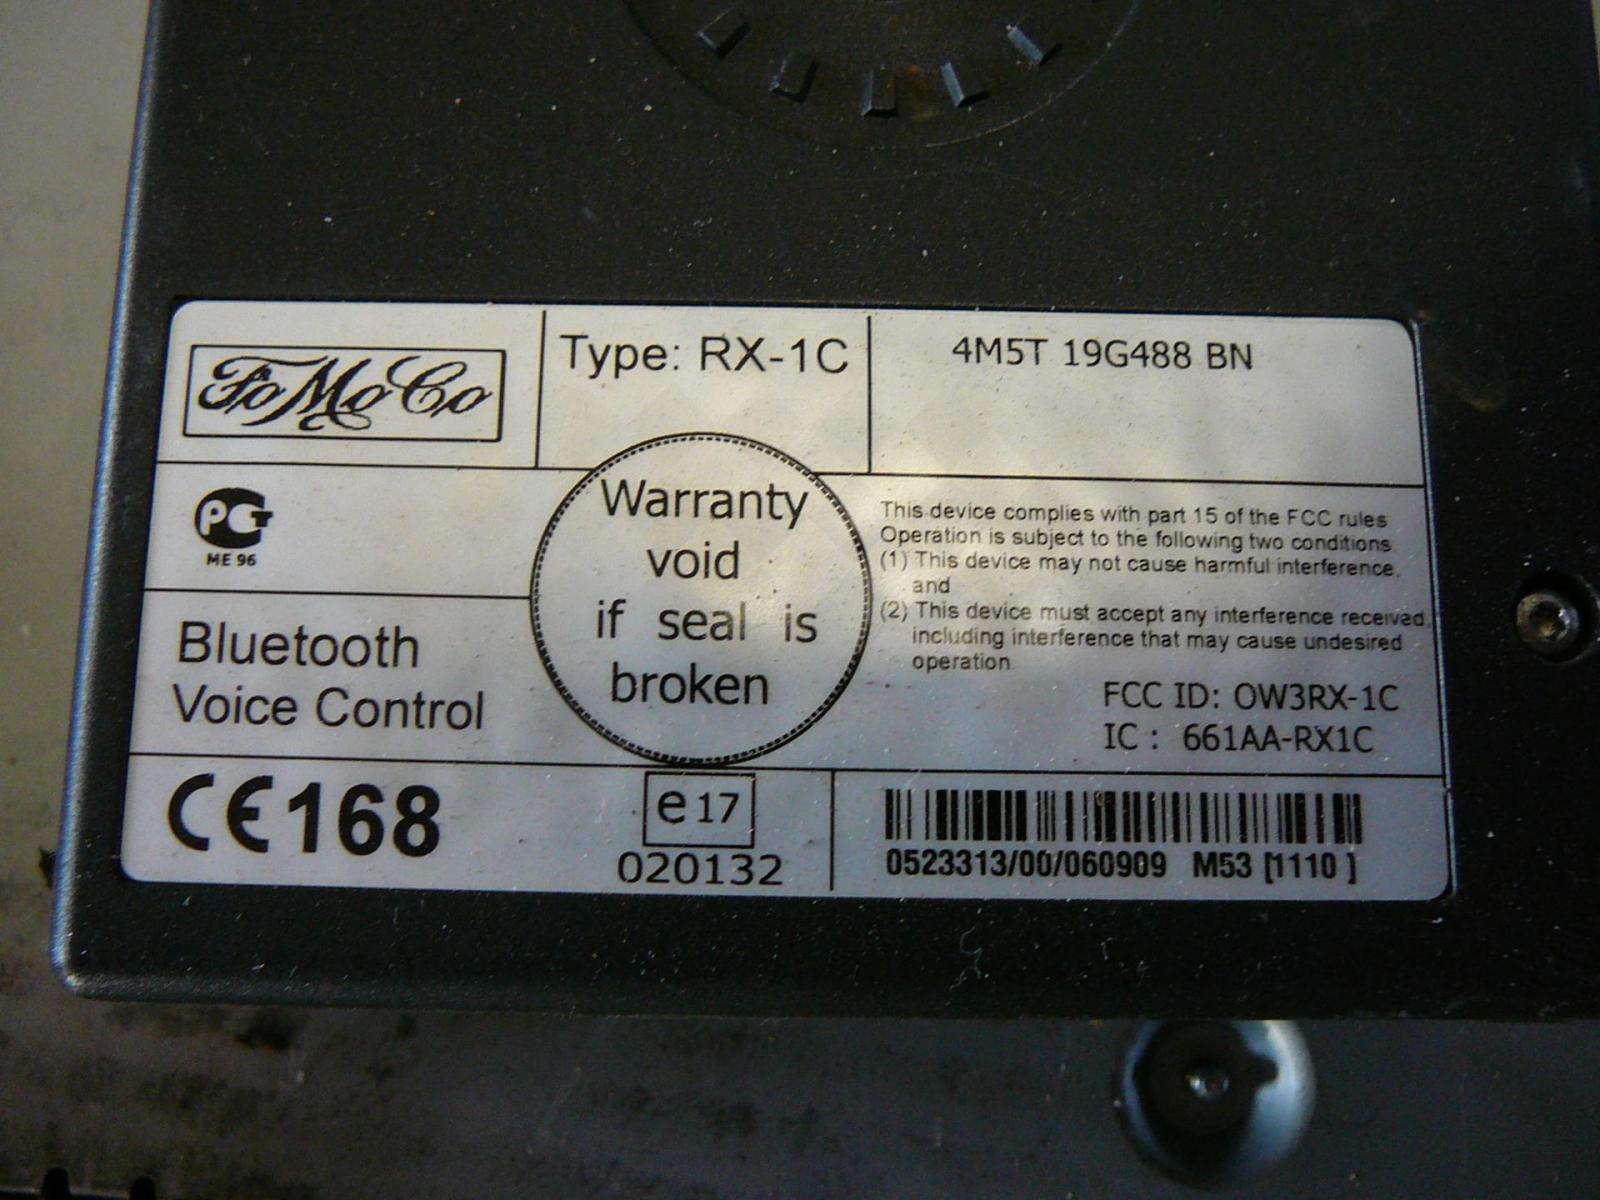 FoMoCo
Type: RX-1C
4M5T 19G488 BN
PCT
ME 96
Bluetooth
Voice Control
Warranty
void
if seal is
broken
This device complies with part 15 of the FCC rules
Operation is subject to the following two conditions
(1) This device may not cause harmful interference,
and
(2) This device must accept any interference received,
including interference that may cause undesired
operation.
FCC ID: OW3RX-1C
IC : 661AA-RX1C
CE168
e17
020132
0523313/00/060909 M53 [1110 ]